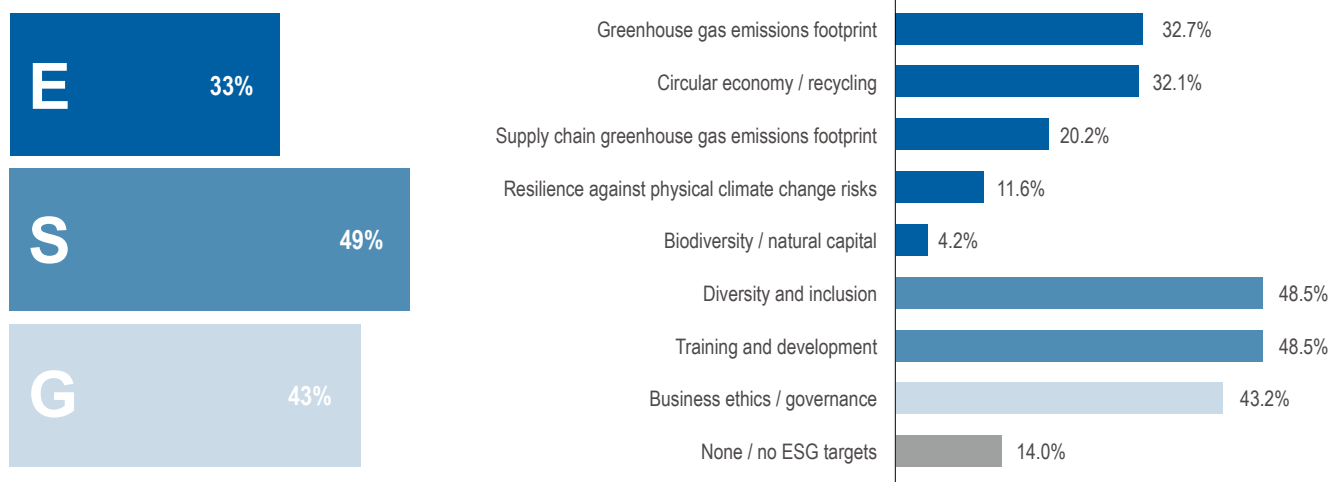 E 33%
S 49%
G 43%
Greenhouse gas emissions footprint 32.7%
Circular economy / recycling 32.1%
Supply chain greenhouse gas emissions footprint 20.2%
Resilience against physical climate change risks 11.6%
Biodiversity / natural capital 4.2%
Diversity and inclusion 48.5%
Training and development 48.5%
Business ethics / governance 43.2%
None / no ESG targets 14.0%